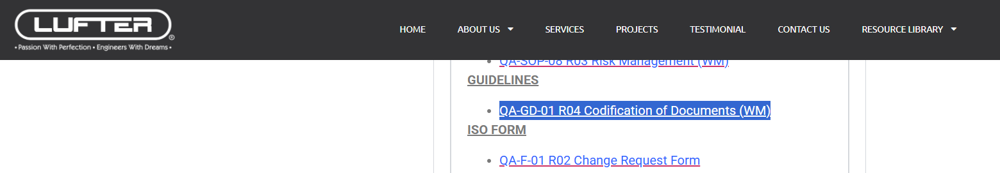 LUFTER
®
• Passion With Perfection • Engineers With Dreams •
HOME ABOUT US SERVICES PROJECTS TESTIMONIAL CONTACT US RESOURCE LIBRARY
QA-SOP-08 R03 Risk Management (WM)
GUIDELINES
• QA-GD-01 R04 Codification of Documents (WM)
ISO FORM
• QA-F-01 R02 Change Request Form